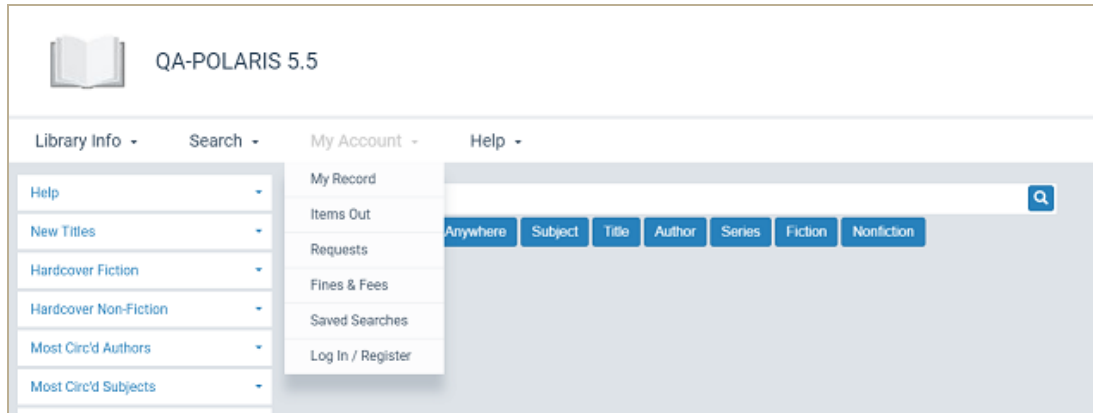 QA-POLARIS 5.5
Library Info
Search
My Account
Help
My Record
Items Out
Requests
Fines & Fees
Saved Searches
Log In / Register
Help
New Titles
Hardcover Fiction
Hardcover Non-Fiction
Most Circ'd Authors
Most Circ'd Subjects
Anywhere
Subject
Title
Author
Series
Fiction
Nonfiction